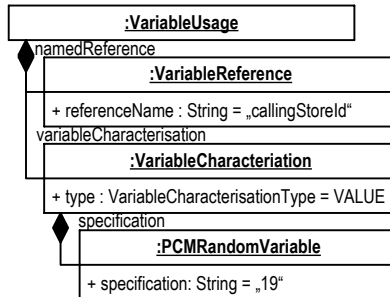 :VariableUsage
namedReference
:VariableReference
+ referenceName : String = „callingStoreId“
variableCharacterisation
:VariableCharacteriation
+ type : VariableCharacterisationType = VALUE
specification
:PCMRandomVariable
+ specification: String = „19“